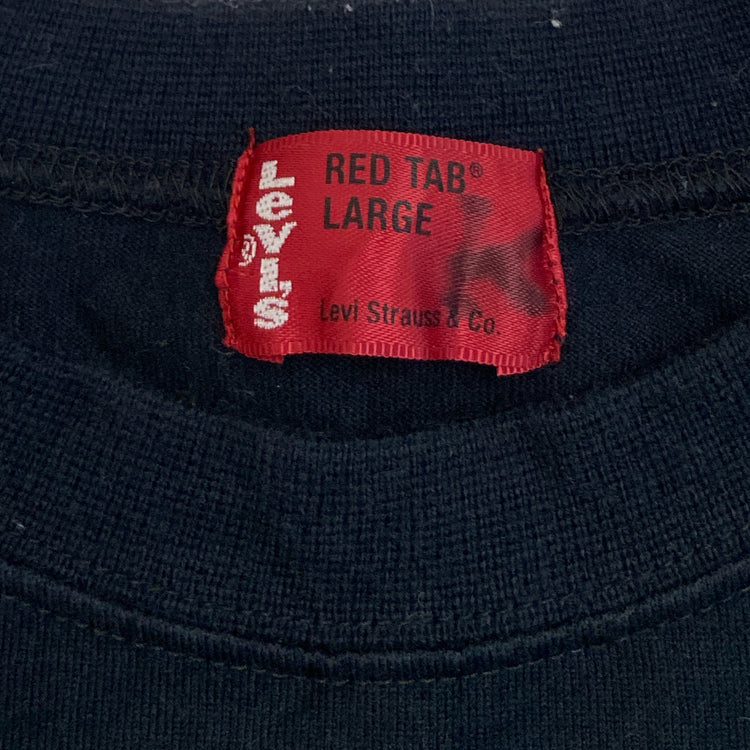 Levi's®
RED TAB®
LARGE
Levi Strauss & Co.